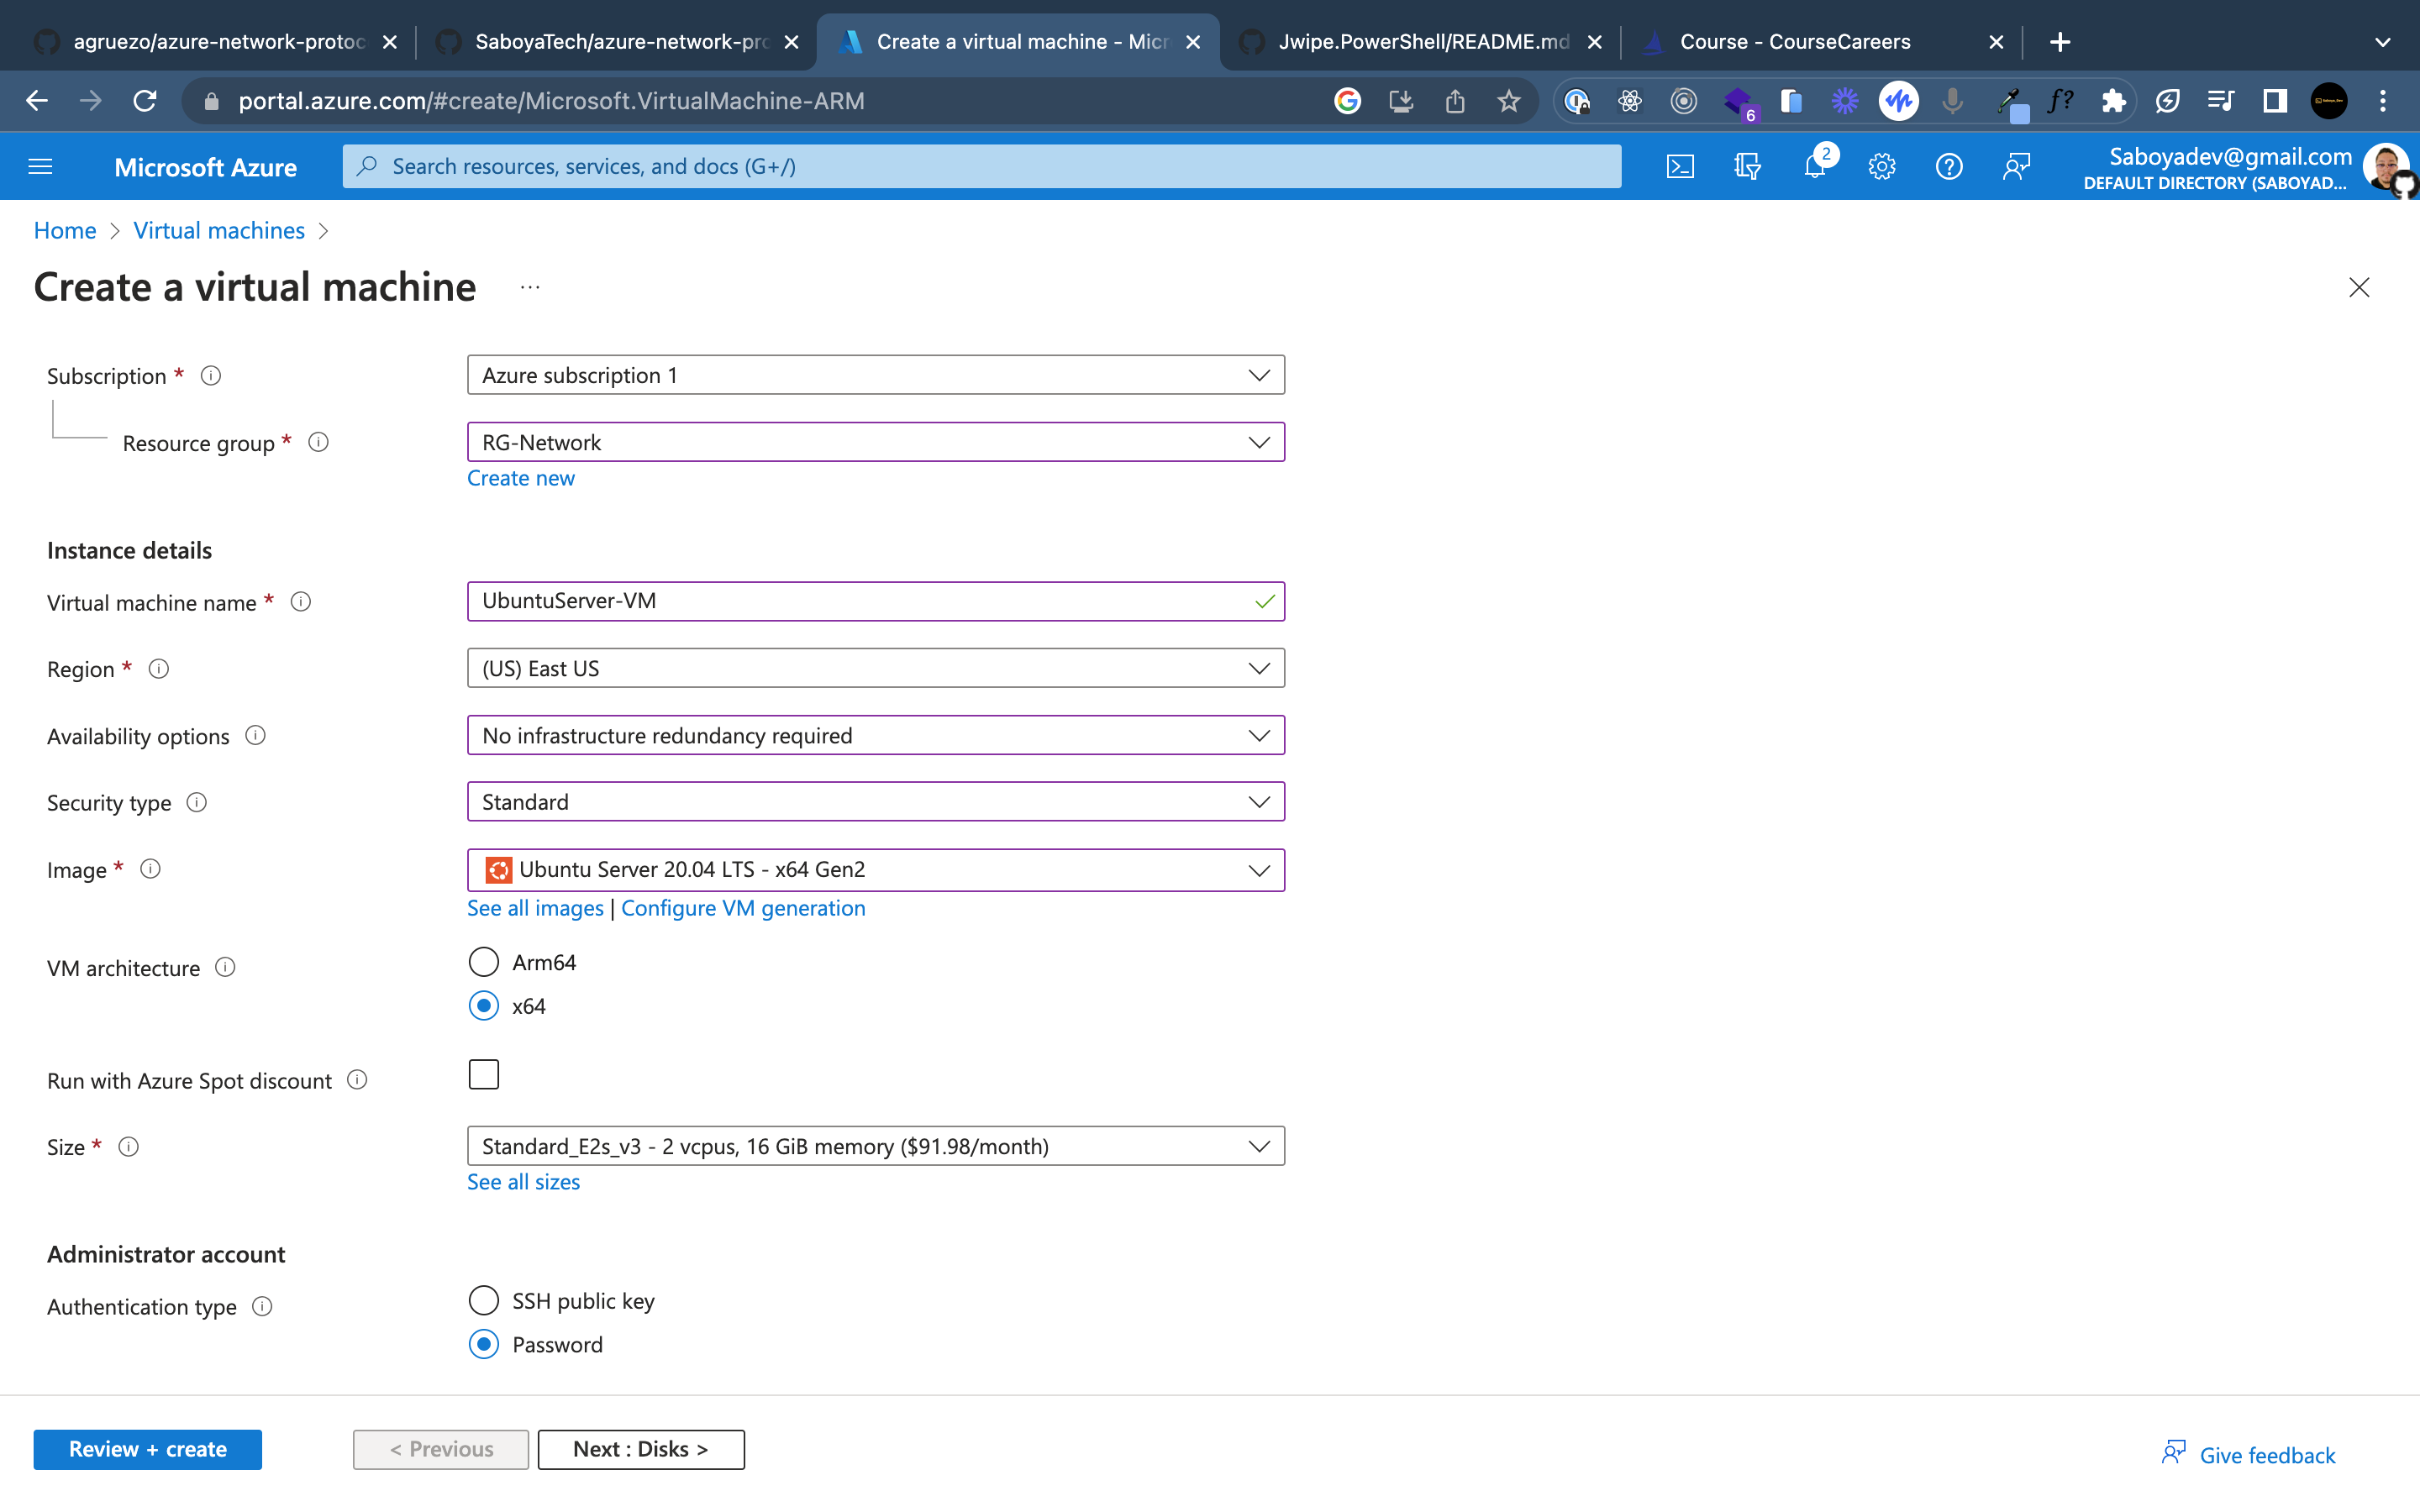 agruezo/azure-network-protoc
SaboyaTech/azure-network-pro
Create a virtual machine - Micr
Jwipe.PowerShell/README.md
Course - CourseCareers
portal.azure.com/#create/Microsoft.VirtualMachine-ARM
6
f?
Microsoft Azure
Search resources, services, and docs (G+/)
2
Saboyadev@gmail.com
DEFAULT DIRECTORY (SABOYAD...
Home > Virtual machines >
Create a virtual machine ...
Subscription *
Azure subscription 1
Resource group *
RG-Network
Create new
Instance details
Virtual machine name *
UbuntuServer-VM
Region *
(US) East US
Availability options
No infrastructure redundancy required
Security type
Standard
Image *
Ubuntu Server 20.04 LTS - x64 Gen2
See all images | Configure VM generation
VM architecture
Arm64
x64
Run with Azure Spot discount
Size *
Standard_E2s_v3 - 2 vcpus, 16 GiB memory ($91.98/month)
See all sizes
Administrator account
Authentication type
SSH public key
Password
Review + create
< Previous
Next : Disks >
Give feedback